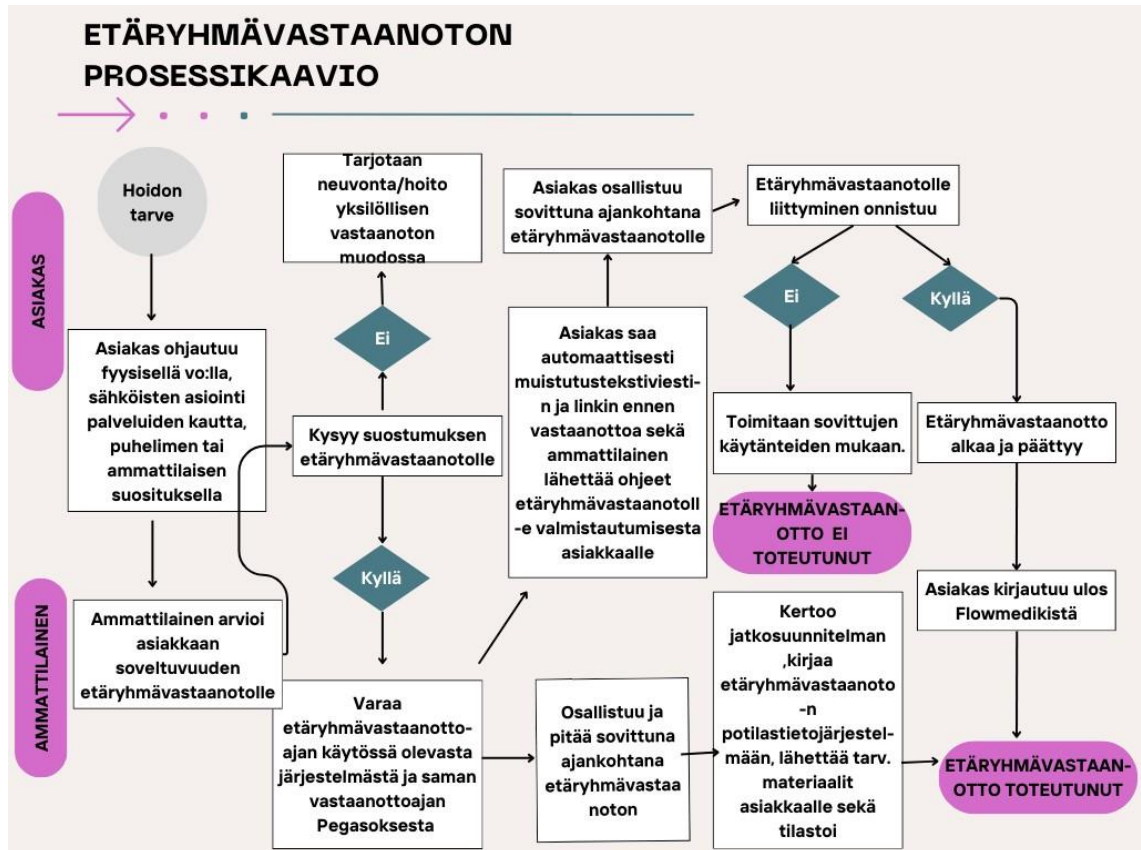 ETÄRYHMÄVASTAANOTON
PROSESSIKAAVIO
ASIAKAS
AMMATTILAINEN
Hoidon
tarve
Asiakas ohjautuu
fyysisellä vo:lla,
sähköisten asiointi
palveluiden kautta,
puhelimen tai
ammattilaisen
suosituksella
Ammattilainen arvioi
asiakkaan
soveltuvuuden
etäryhmävastaanotolle
Tarjotaan
neuvonta/hoito
yksilöllisen
vastaanoton
muodossa
Ei
Kysyy suostumuksen
etäryhmävastaanotolle
Kyllä
Varaa
etäryhmävastaanotto-
ajan käytössä olevasta
järjestelmästä ja saman
vastaanottoajan
Pegasoksesta
Asiakas osallistuu
sovittuna ajankohtana
etäryhmävastaanotolle
Asiakas saa
automaattisesti
muistutustekstiviesti-
n ja linkin ennen
vastaanottoa sekä
ammattilainen
lähettää ohjeet
etäryhmävastaanotoll
-e valmistautumisesta
asiakkaalle
Osallistuu ja
pitää sovittuna
ajankohtana
etäryhmävastaa
noton
Etäryhmävastaanotolle
liittyminen onnistuu
Ei
Kyllä
Toimitaan sovittujen
käytänteiden mukaan.
ETÄRYHMÄVASTAAN-
OTTO EI
TOTEUTUNUT
Kertoo
jatkosuunnitelman
,kirjaa
etäryhmävastaanoto
-n
potilastietojärjestel-
mään, lähettää tarv.
materiaalit
asiakkaalle sekä
tilastoi
Etäryhmävastaanotto
alkaa ja päättyy
Asiakas kirjautuu ulos
Flowmedikistä
ETÄRYHMÄVASTAAN-
OTTO TOTEUTUNUT